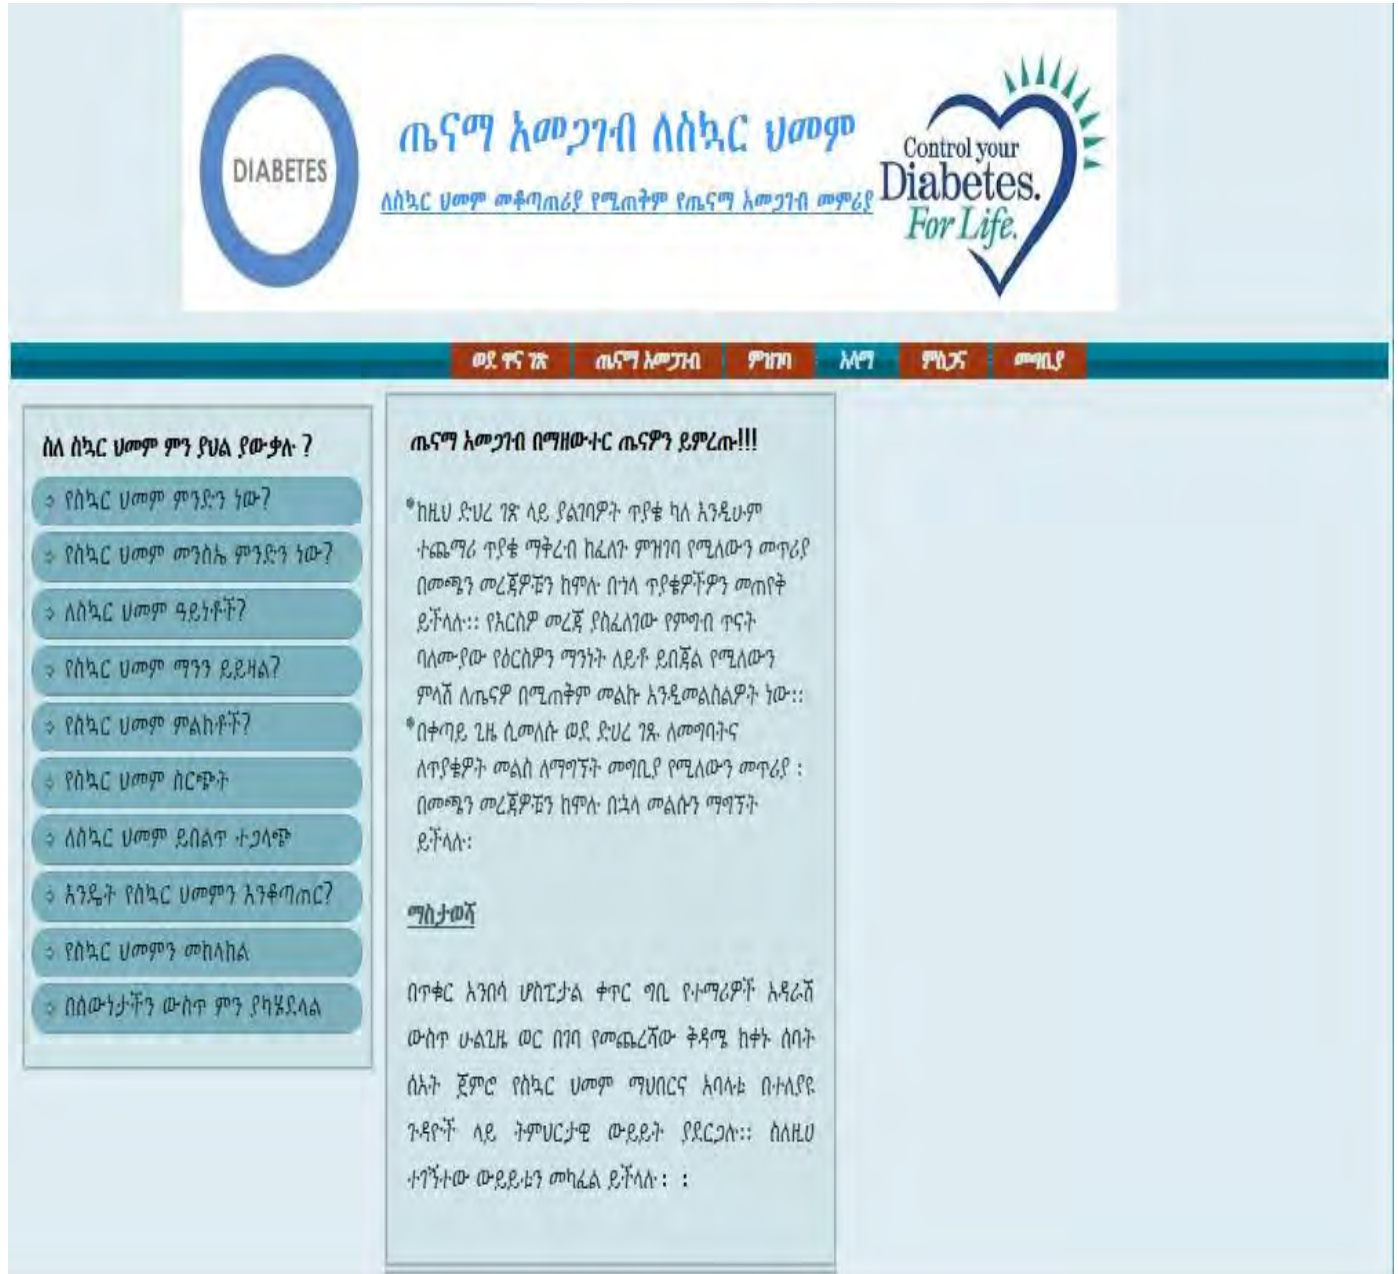 DIABETES
ጤናማ አመጋገብ ለስኳር ህመም
ለስኳር ህመም መቆጣጠሪያ የሚጠቅም የጤናማ አመጋገብ መምሪያ
Control your
Diabetes.
For Life.
ወደ ዋና ገጽ ጤናማ አመጋገብ ምዝገባ አላማ ምስጋና መግቢያ
ስለ ስኳር ህመም ምን ያህል ያውቃሉ ?
የስኳር ህመም ምንድን ነው?
የስኳር ህመም መንስኤ ምንድን ነው?
ለስኳር ህመም ዓይነቶች?
የስኳር ህመም ማንን ይይዛል?
የስኳር ህመም ምልክቶች?
የስኳር ህመም ስርጭት
ለስኳር ህመም ይበልጥ ተጋላጭ
እንዴት የስኳር ህመምን እንቆጣጠር?
የስኳር ህመምን መከላከል
በሰውነታችን ውስጥ ምን ያካሄደላል
ጤናማ አመጋገብ በማዘውተር ጤናዎን ይምረጡ!!!
*ከዚህ ድህረ ገጽ ላይ ያልገባዎት ጥያቄ ካለ እንዲሁም
ተጨማሪ ጥያቄ ማቅረብ ከፈለጉ ምዝገባ የሚለውን መጥሪያ
በመጫን መረጃዎቹን ከሞሉ በኀላ ጥያቄዎችዎን መጠየቅ
ይችላሉ:: የእርስዎ መረጃ ያስፈለገው የምግብ ጥናት
ባለሙያው የዕርስዎን ማንነት ለይቶ ይበጃል የሚለውን
ምላሽ ለጤናዎ በሚጠቅም መልኩ እንዲመልስልዎት ነው::
*በቀጣይ ጊዜ ሲመለሱ ወደ ድህረ ገጹ ለመግባትና
ለጥያቄዎት መልስ ለማግኘት መግቢያ የሚለውን መጥሪያ :
በመጫን መረጃዎቹን ከሞሉ በኋላ መልሱን ማግኘት
ይችላሉ:
ማስታወሻ
በጥቁር አንበሳ ሆስፒታል ቀጥር ግቢ የተማሪዎች አዳራሽ
ውስጥ ሁልጊዜ ወር በገባ የመጨረሻው ቅዳሜ ከቀኑ ሰባት
ሰአት ጀምሮ የስኳር ህመም ማህበርና አባላቱ በተለያዩ
ጉዳዮች ላይ ትምህርታዊ ውይይት ያደርጋሉ:: ስለዚህ
ተገኝተው ውይይቱን መካፈል ይችላሉ : :